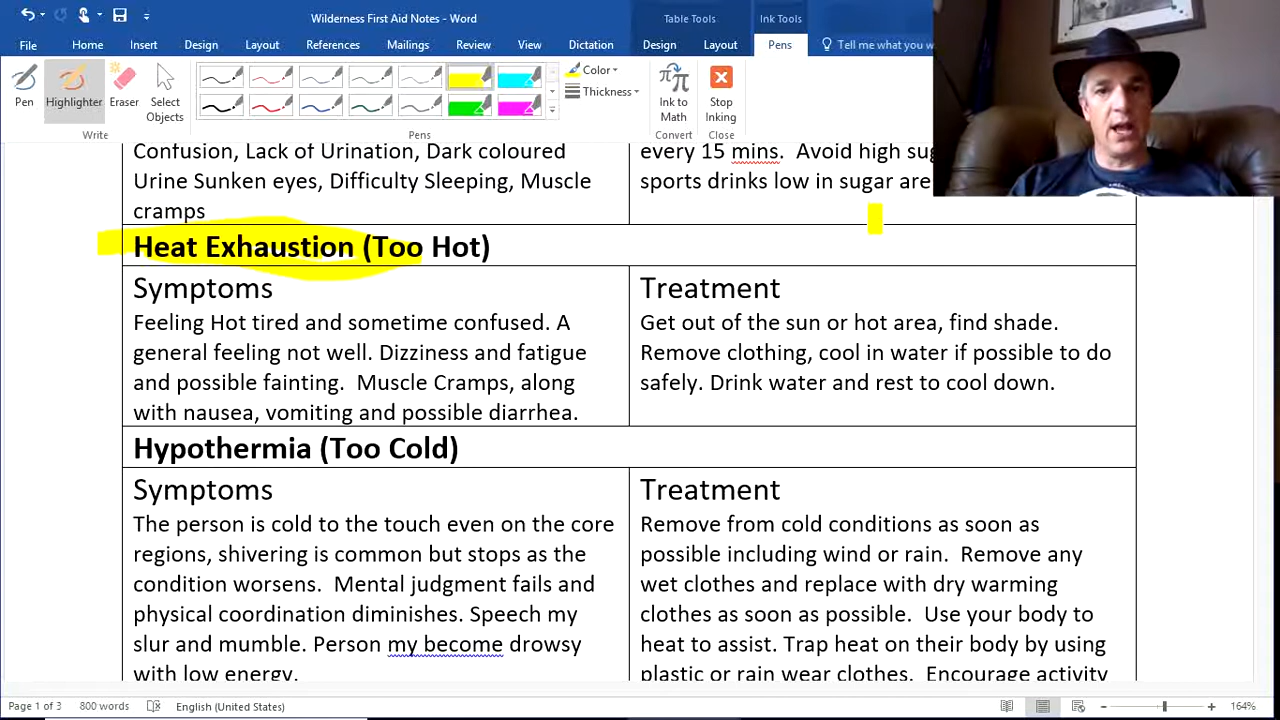 Wilderness First Aid Notes - Word
Table Tools
Ink Tools
File
Home
Insert
Design
Layout
References
Mailings
Review
View
Dictation
Design
Layout
Pens
Tell me what you
Pen
Highlighter
Eraser
Select Objects
Color
Thickness
Ink to Math
Stop Inking
Write
Pens
Convert
Close
Confusion, Lack of Urination, Dark coloured
Urine Sunken eyes, Difficulty Sleeping, Muscle
cramps
every 15 mins. Avoid high
sports drinks low in sugar are
Heat Exhaustion (Too Hot)
Symptoms
Feeling Hot tired and sometime confused. A
general feeling not well. Dizziness and fatigue
and possible fainting. Muscle Cramps, along
with nausea, vomiting and possible diarrhea.
Treatment
Get out of the sun or hot area, find shade.
Remove clothing, cool in water if possible to do
safely. Drink water and rest to cool down.
Hypothermia (Too Cold)
Symptoms
The person is cold to the touch even on the core
regions, shivering is common but stops as the
condition worsens. Mental judgment fails and
physical coordination diminishes. Speech my
slur and mumble. Person my become drowsy
with low energy.
Treatment
Remove from cold conditions as soon as
possible including wind or rain. Remove any
wet clothes and replace with dry warming
clothes as soon as possible. Use your body to
heat to assist. Trap heat on their body by using
plastic or rain wear clothes. Encourage activity
Page 1 of 3
800 words
English (United States)
164%